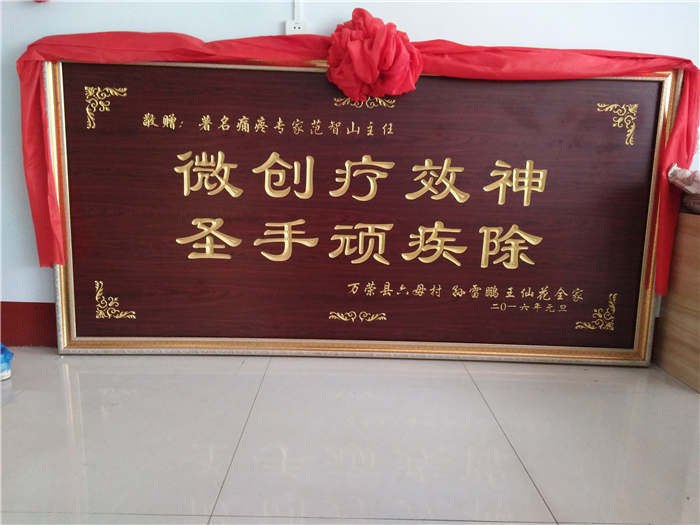 敬赠：著名痛疼专家范智山主任
微创疗效神
圣手顽疾除
万荣县六毋村 孙雷鹏王仙花全家
二〇一六年元旦